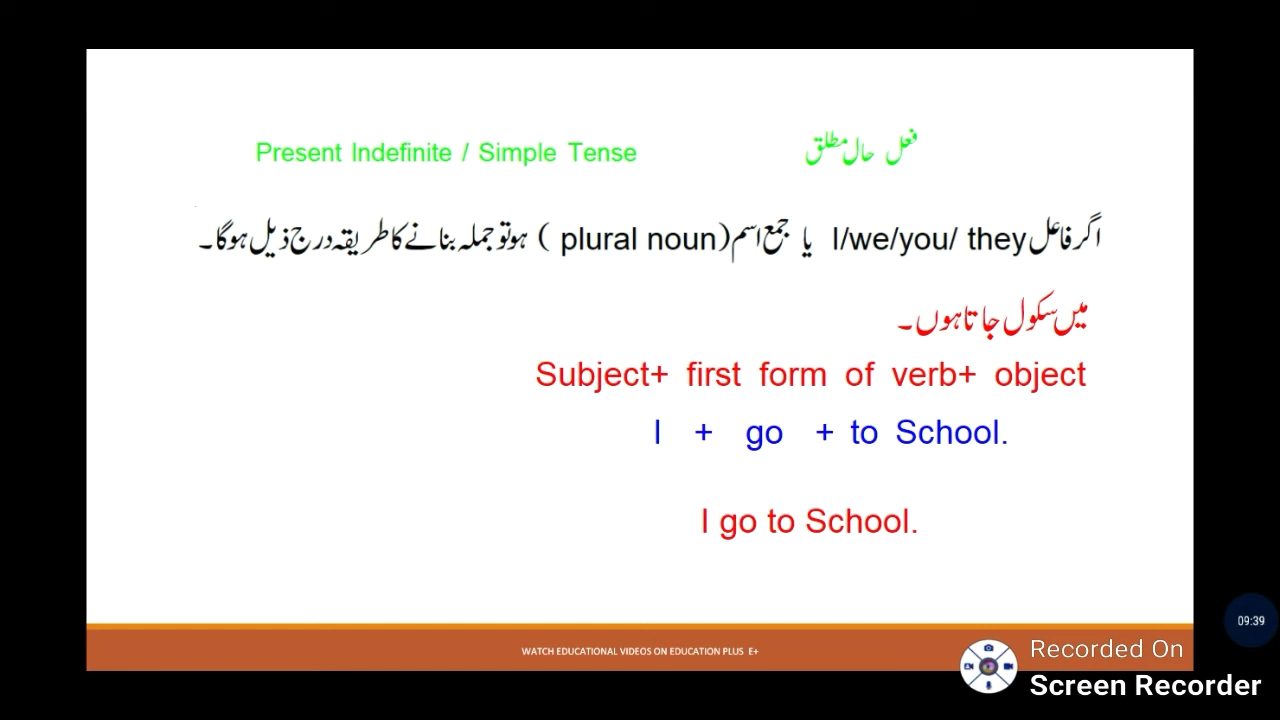 Present Indefinite / Simple Tense فعل حال مطلق
اگر فاعل I/we/you/ they یا جمع اسم (plural noun ) ہو تو جملہ بنانے کا طریقہ درج ذیل ہوگا۔
میں سکول جاتا ہوں۔
Subject+ first form of verb+ object
I + go + to School.
I go to School.
09:39
WATCH EDUCATIONAL VIDEOS ON EDUCATION PLUS E+
Recorded On
Screen Recorder